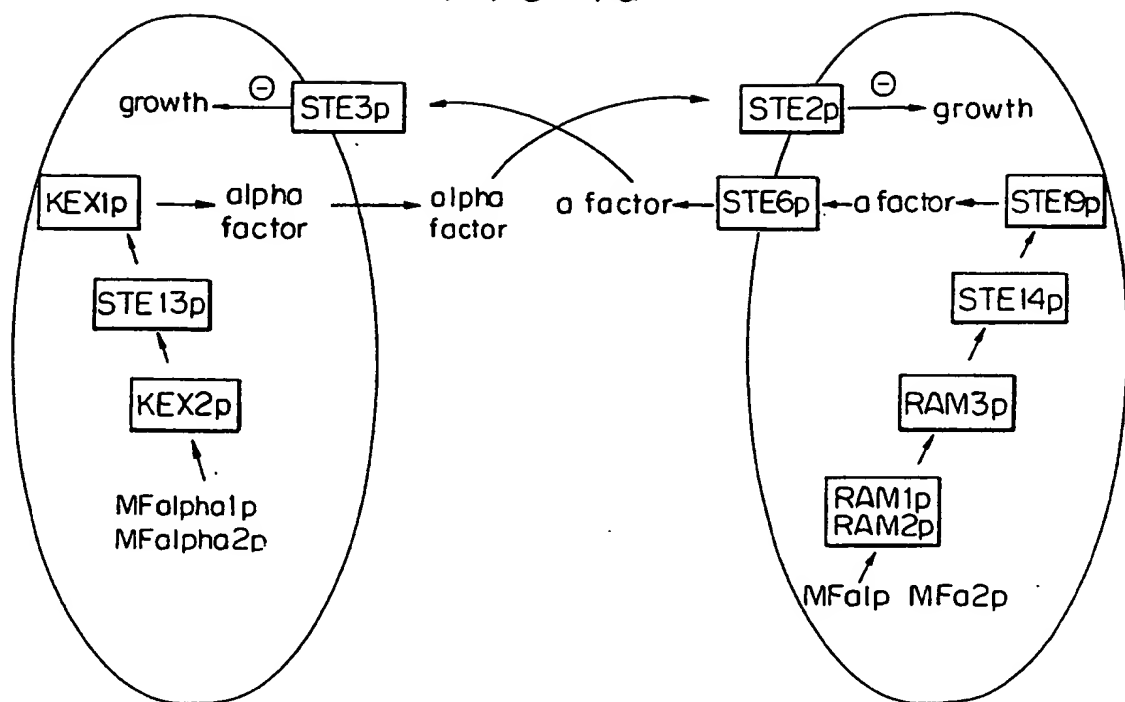 growth
⊖
STE3p
STE2p
⊖
growth
KEX1p
alpha
factor
alpha
factor
a factor
STE6p
a factor
STE19p
STE13p
STE14p
KEX2p
RAM3p
MFalpha1p
MFalpha2p
RAM1p
RAM2p
MFa1p MFa2p